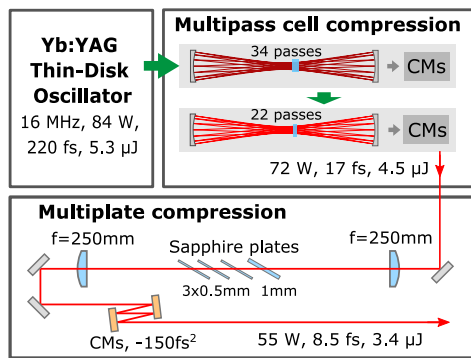 Yb:YAG
Thin-Disk
Oscillator
16 MHz, 84 W,
220 fs, 5.3 µJ
Multipass cell compression
34 passes
CMs
22 passes
CMs
72 W, 17 fs, 4.5 µJ
Multiplate compression
f=250mm
Sapphire plates
f=250mm
3x0.5mm
1mm
CMs, -150fs²
55 W, 8.5 fs, 3.4 µJ